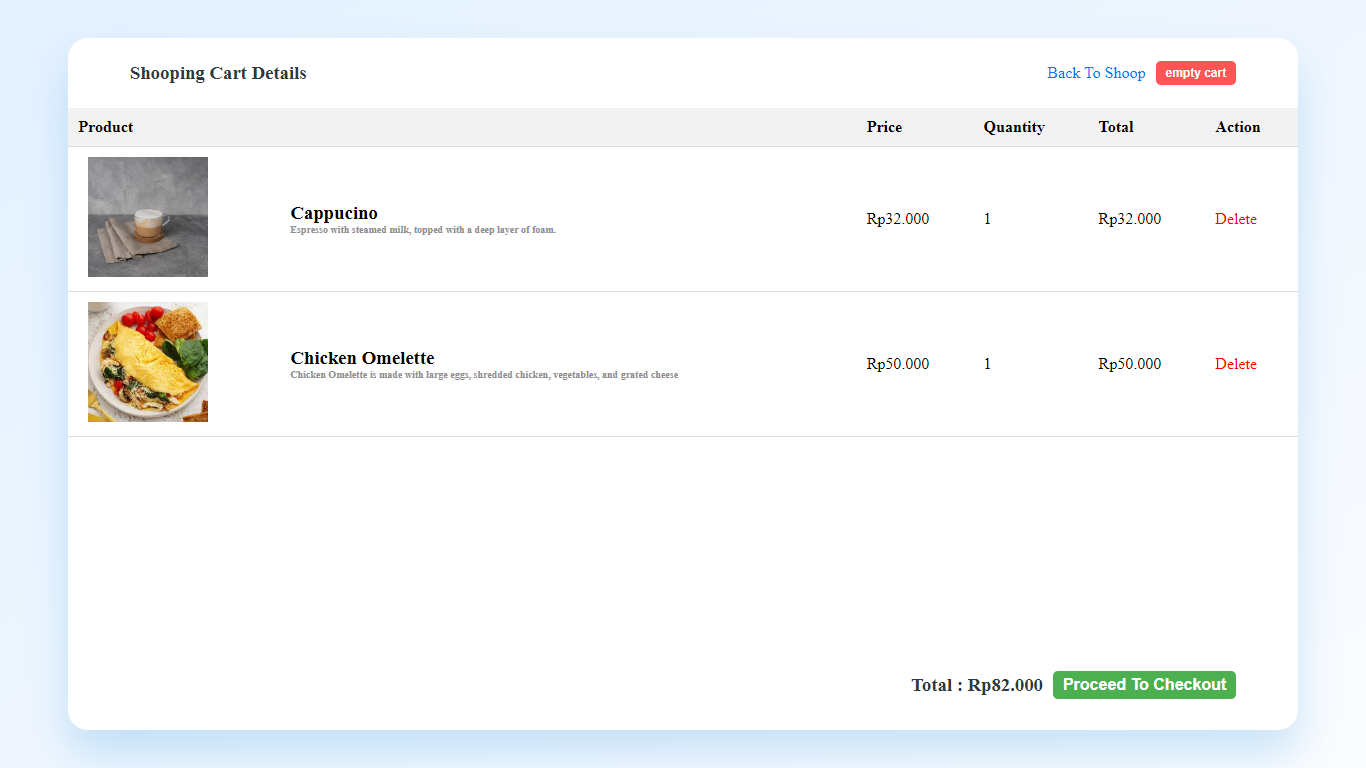 Shooping Cart Details Back To Shoop empty cart
Product Price Quantity Total Action
Cappucino
Espresso with steamed milk, topped with a deep layer of foam.
Rp32.000 1 Rp32.000 Delete
Chicken Omelette
Chicken Omelette is made with large eggs, shredded chicken, vegetables, and grated cheese
Rp50.000 1 Rp50.000 Delete
Total : Rp82.000 Proceed To Checkout